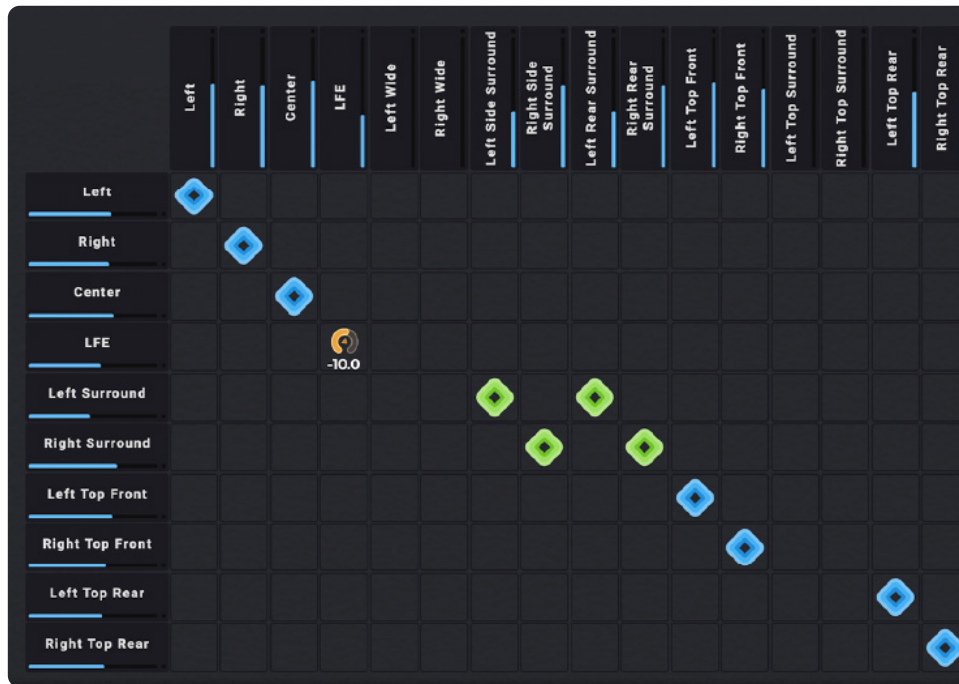 Left
Right
Center
LFE
Left Wide
Right Wide
Left Side Surround
Right Side
Surround
Left Rear Surround
Right Rear
Surround
Left Top Front
Right Top Front
Left Top Surround
Right Top Surround
Left Top Rear
Right Top Rear
Left
Right
Center
LFE
-10.0
Left Surround
Right Surround
Left Top Front
Right Top Front
Left Top Rear
Right Top Rear